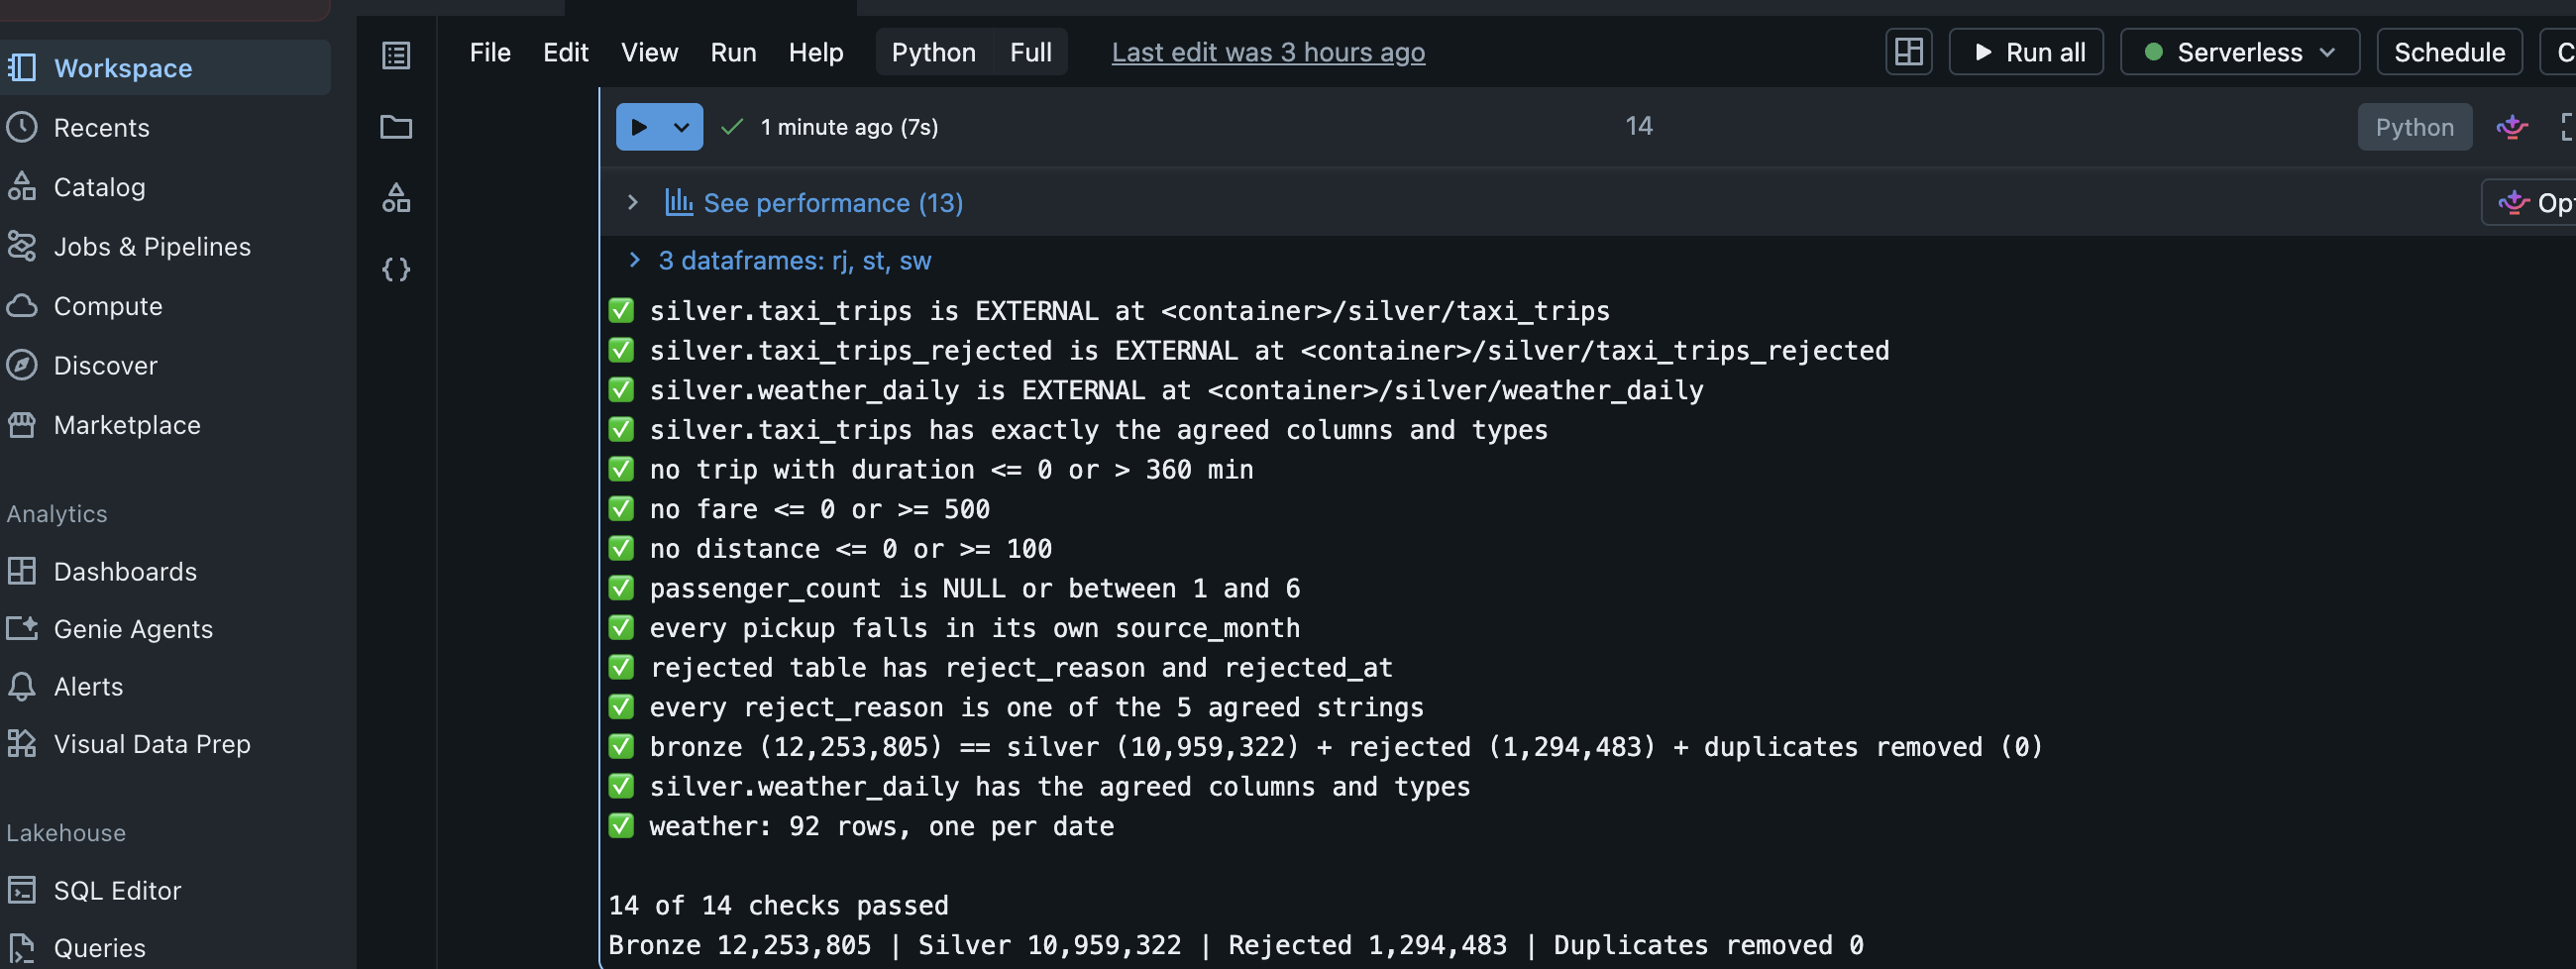 Workspace
Recents
Catalog
Jobs & Pipelines
Compute
Discover
Marketplace
Analytics
Dashboards
Genie Agents
Alerts
Visual Data Prep
Lakehouse
SQL Editor
Queries
File Edit View Run Help Python Full Last edit was 3 hours ago Run all Serverless Schedule
1 minute ago (7s) 14 Python
See performance (13)
3 dataframes: rj, st, sw
✅ silver.taxi_trips is EXTERNAL at <container>/silver/taxi_trips
✅ silver.taxi_trips_rejected is EXTERNAL at <container>/silver/taxi_trips_rejected
✅ silver.weather_daily is EXTERNAL at <container>/silver/weather_daily
✅ silver.taxi_trips has exactly the agreed columns and types
✅ no trip with duration <= 0 or > 360 min
✅ no fare <= 0 or >= 500
✅ no distance <= 0 or >= 100
✅ passenger_count is NULL or between 1 and 6
✅ every pickup falls in its own source_month
✅ rejected table has reject_reason and rejected_at
✅ every reject_reason is one of the 5 agreed strings
✅ bronze (12,253,805) == silver (10,959,322) + rejected (1,294,483) + duplicates removed (0)
✅ silver.weather_daily has the agreed columns and types
✅ weather: 92 rows, one per date
14 of 14 checks passed
Bronze 12,253,805 | Silver 10,959,322 | Rejected 1,294,483 | Duplicates removed 0